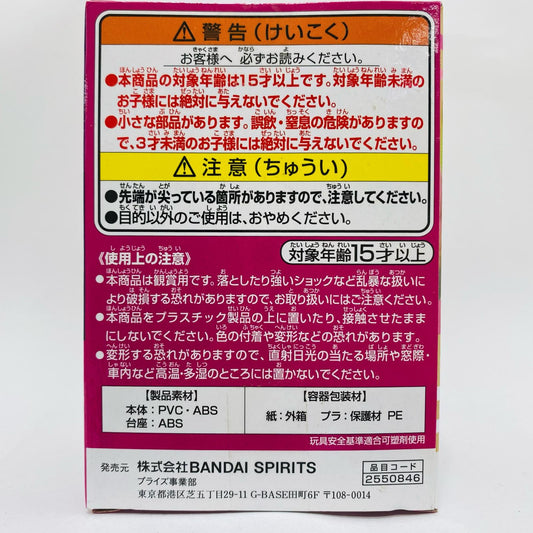 ⚠警告(けいこく)
お客様へ 必ずお読みください。
●本商品の対象年齢は15才以上です。対象年齢未満の
お子様には絶対に与えないでください。
●小さな部品があります。誤飲・窒息の危険がありますの
で、3才未満のお子様には絶対に与えないでください。
⚠注意(ちゅうい)
●先端が尖っている箇所がありますので、注意してください。
●目的以外のご使用は、おやめください。
《使用上の注意》
対象年齢15才以上
●本商品は観賞用です。落としたり強いショックなど乱暴な扱い
により破損する恐れがありますので、お取り扱いにはご注意ください。
●本商品をプラスチック製品の上に置いたり、接触させたまま
にしないでください。色の付着や変形などの恐れがあります。
●変形する恐れがありますので、直射日光の当たる場所や窓際・
車内など高温・多湿のところには置かないでください。
【製品素材】
本体：PVC・ABS
台座：ABS
【容器包装材】
紙：外箱 プラ：保護材 PE
玩具安全基準適合可塑剤使用
発売元 株式会社BANDAI SPIRITS
プライズ事業部
東京都港区芝五丁目29-11 G-BASE田町6F 〒108-0014
品目コード
2550846